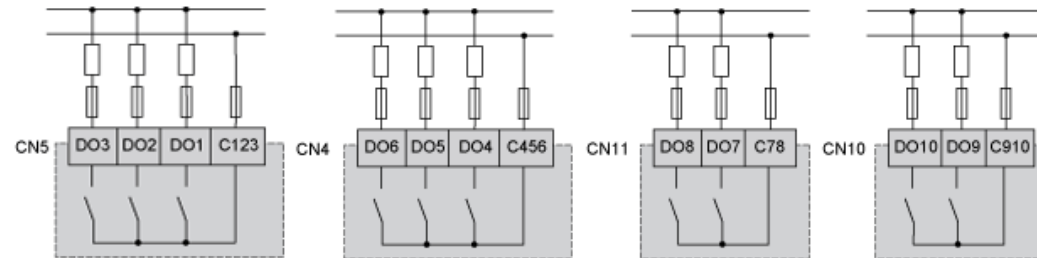 CN5 DO3 DO2 DO1 C123
CN4 DO6 DO5 DO4 C456
CN11 DO8 DO7 C78
CN10 DO10 DO9 C910